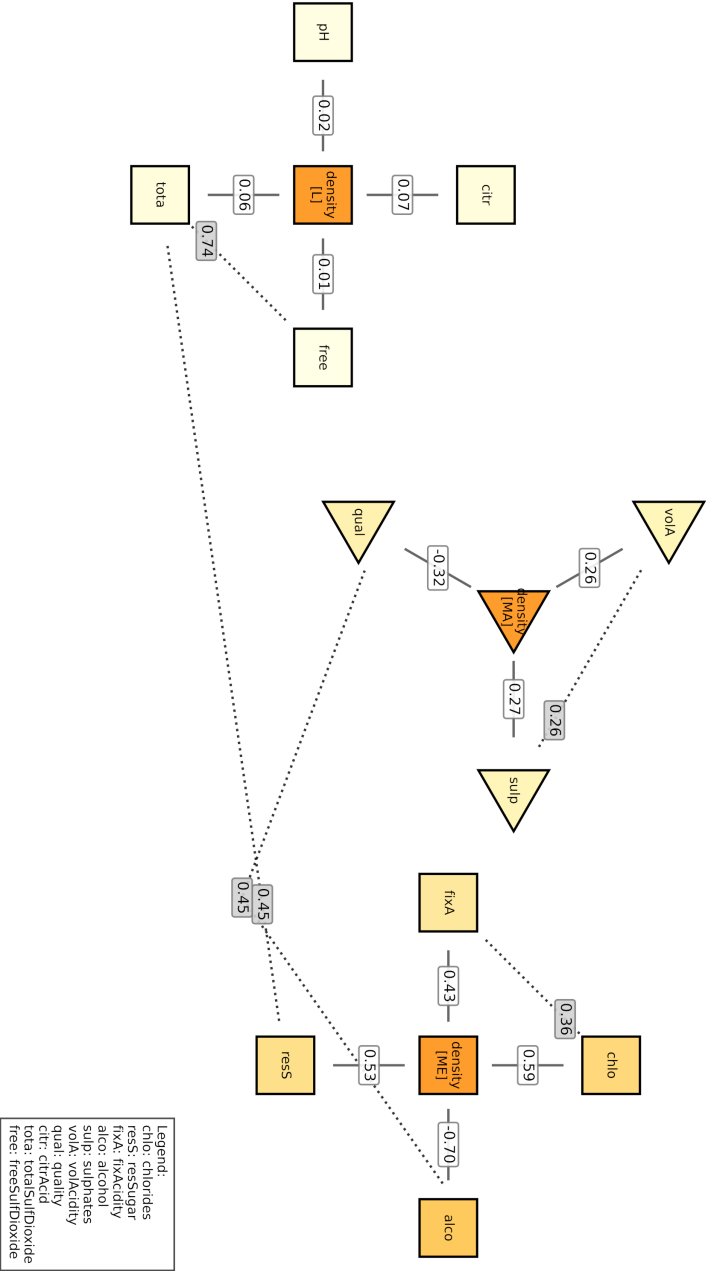 pH
0.02
tota
0.06
density
[L]
0.07
citr
0.74
0.01
free
qual
-0.32
density
[MA]
0.26
volA
0.27
0.26
sulp
0.45
0.45
fixA
0.43
0.36
resS
0.53
density
[ME]
0.59
chlo
-0.70
alco
Legend:
chlo: chlorides
resS: resSugar
fixA: fixAcidity
alco: alcohol
sulp: sulphates
volA: volAcidity
qual: quality
citr: citrAcid
tota: totalSulfDioxide
free: freeSulfDioxide